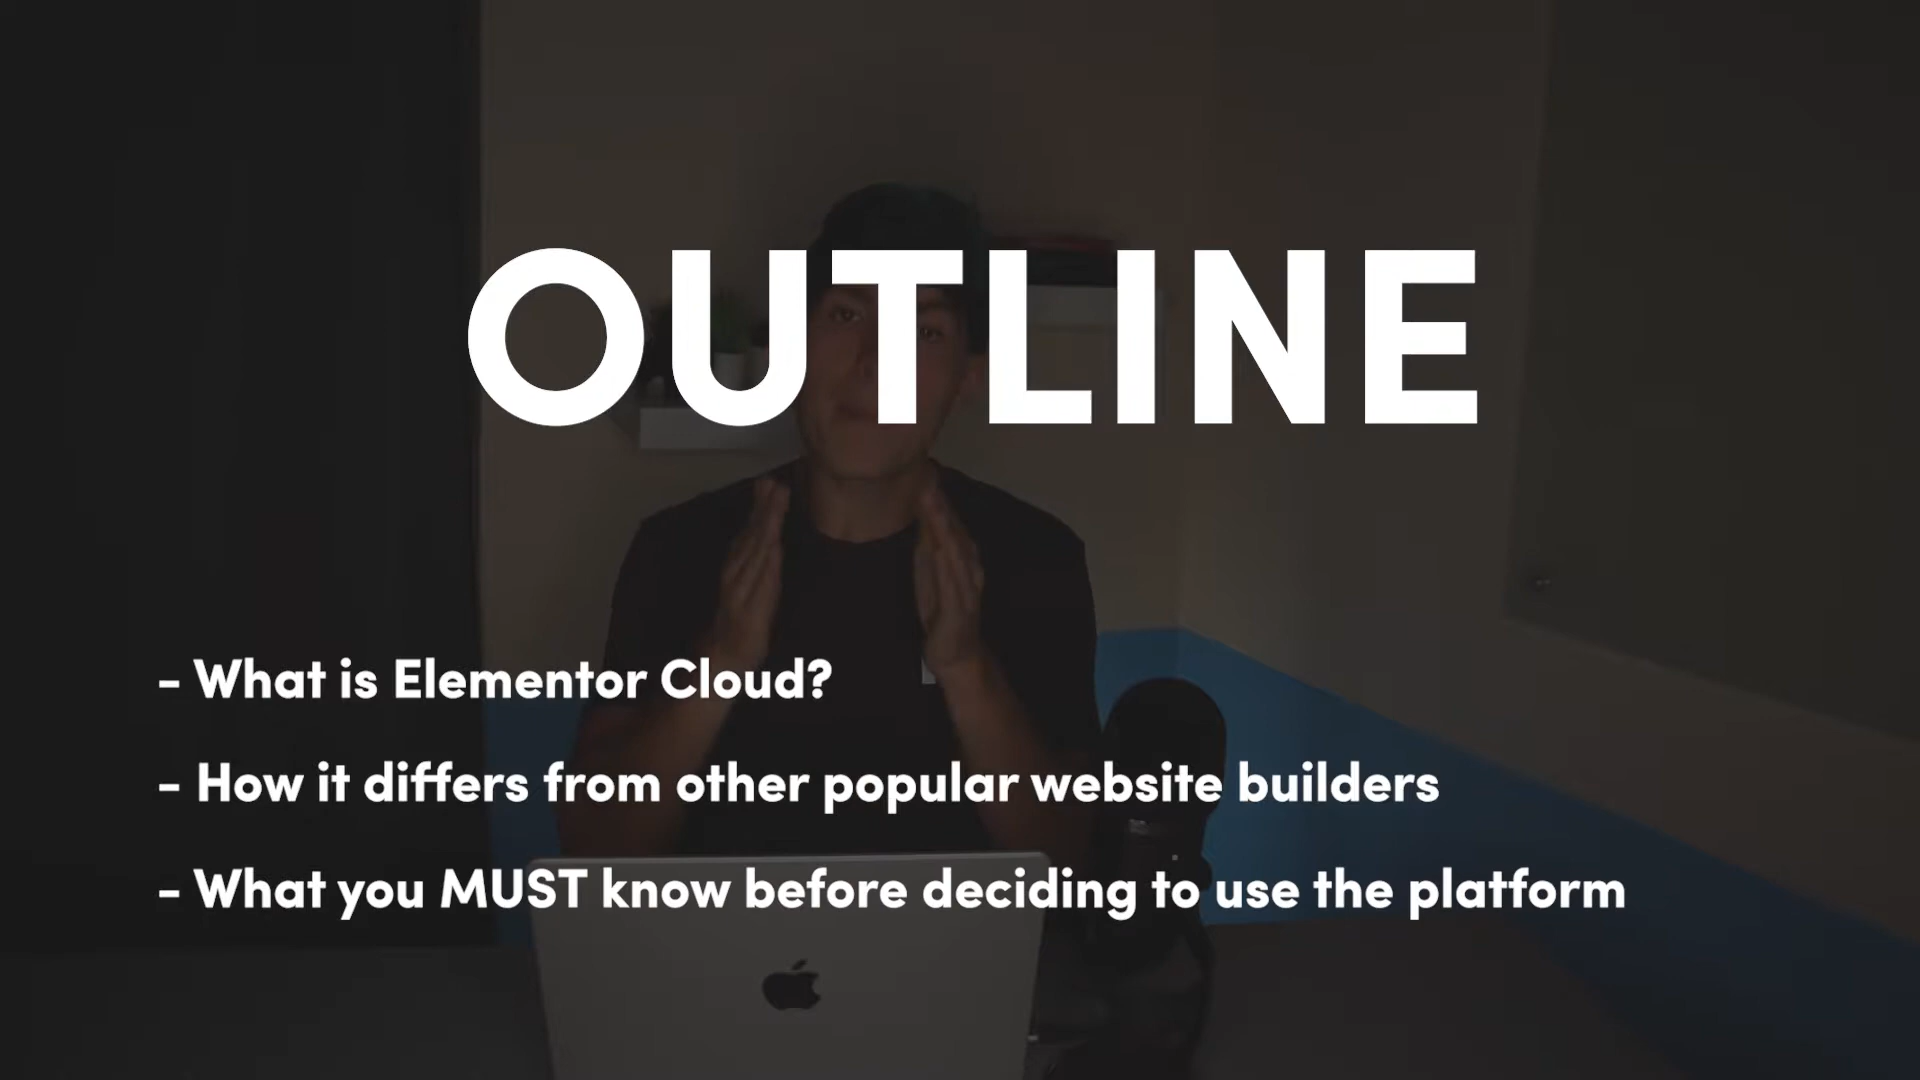 OUTLINE
- What is Elementor Cloud?
- How it differs from other popular website builders
- What you MUST know before deciding to use the platform